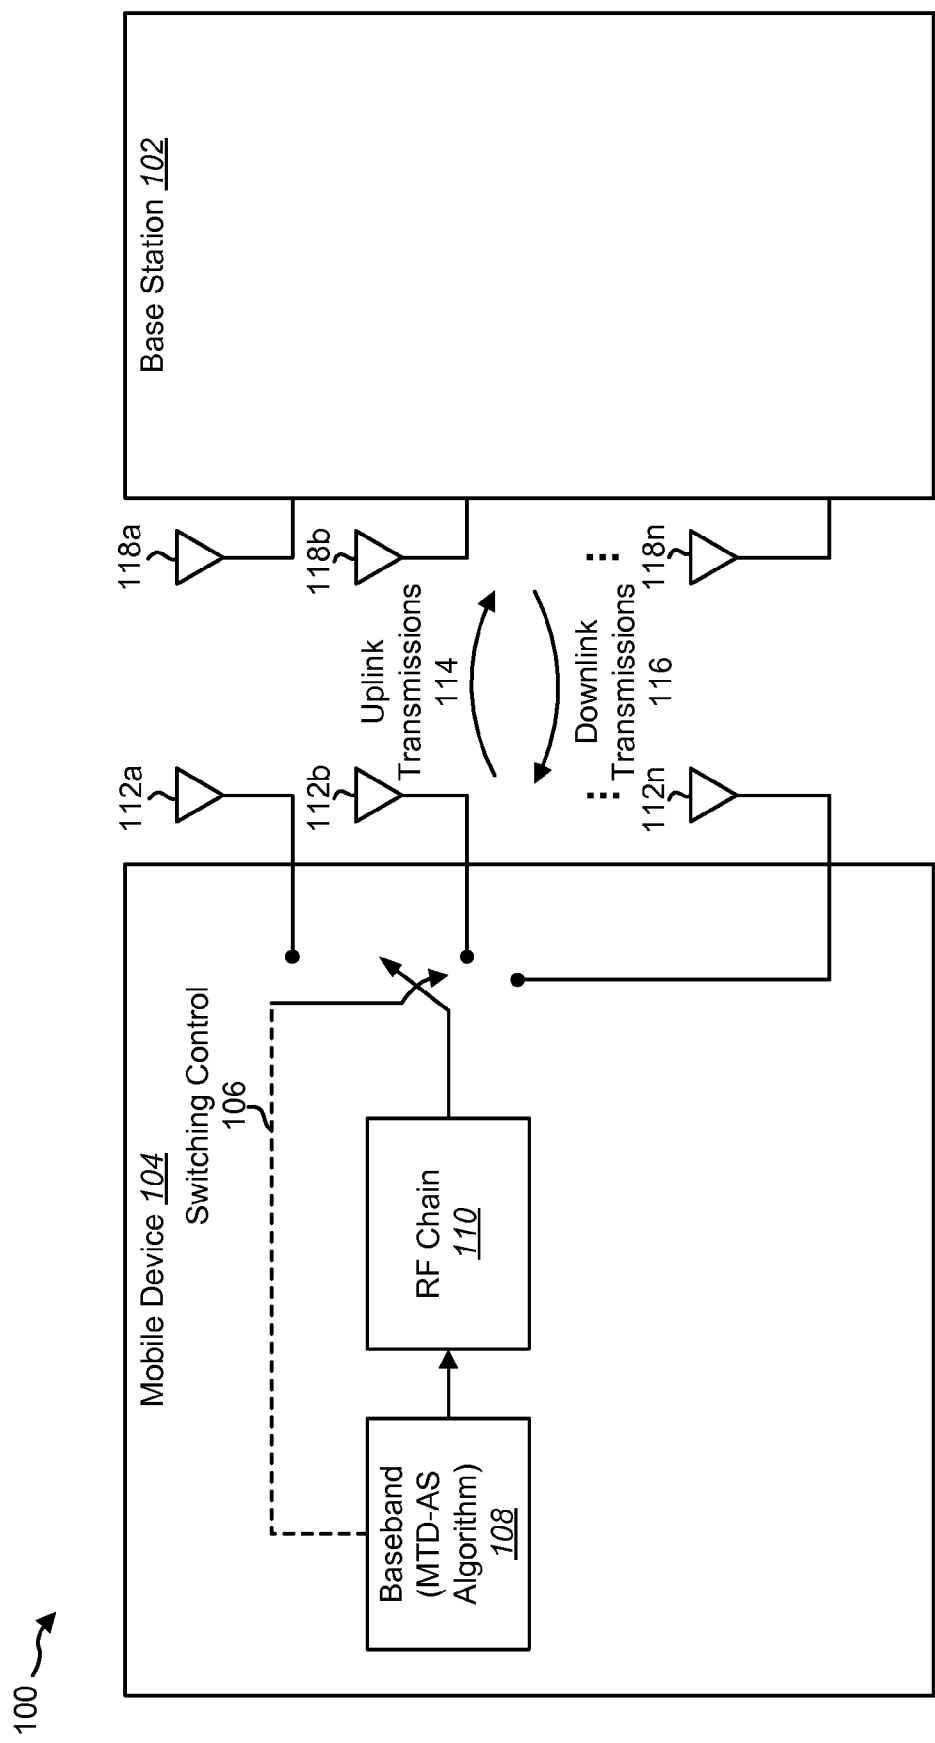 100
Mobile Device 104
Base Station 102
Switching Control
106
112a
118a
112b
118b
Uplink
Transmissions
114
Baseband
(MTD-AS
Algorithm)
108
RF Chain
110
Downlink
Transmissions
116
...
...
112n
118n